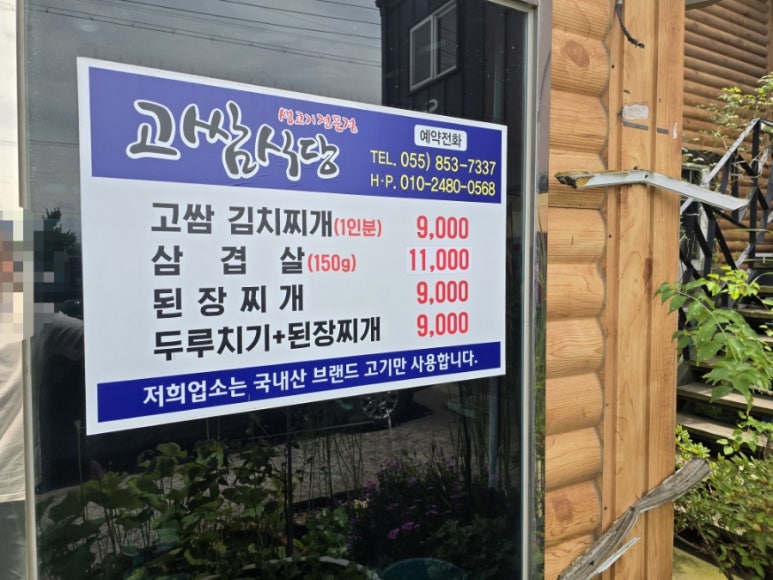 생고기전문점
고쌈식당
예약전화
TEL. 055) 853-7337
H·P. 010-2480-0568
고쌈 김치찌개(1인분) 9,000
삼 겹 살(150g) 11,000
된 장 찌 개 9,000
두루치기+된장찌개 9,000
저희업소는 국내산 브랜드 고기만 사용합니다.